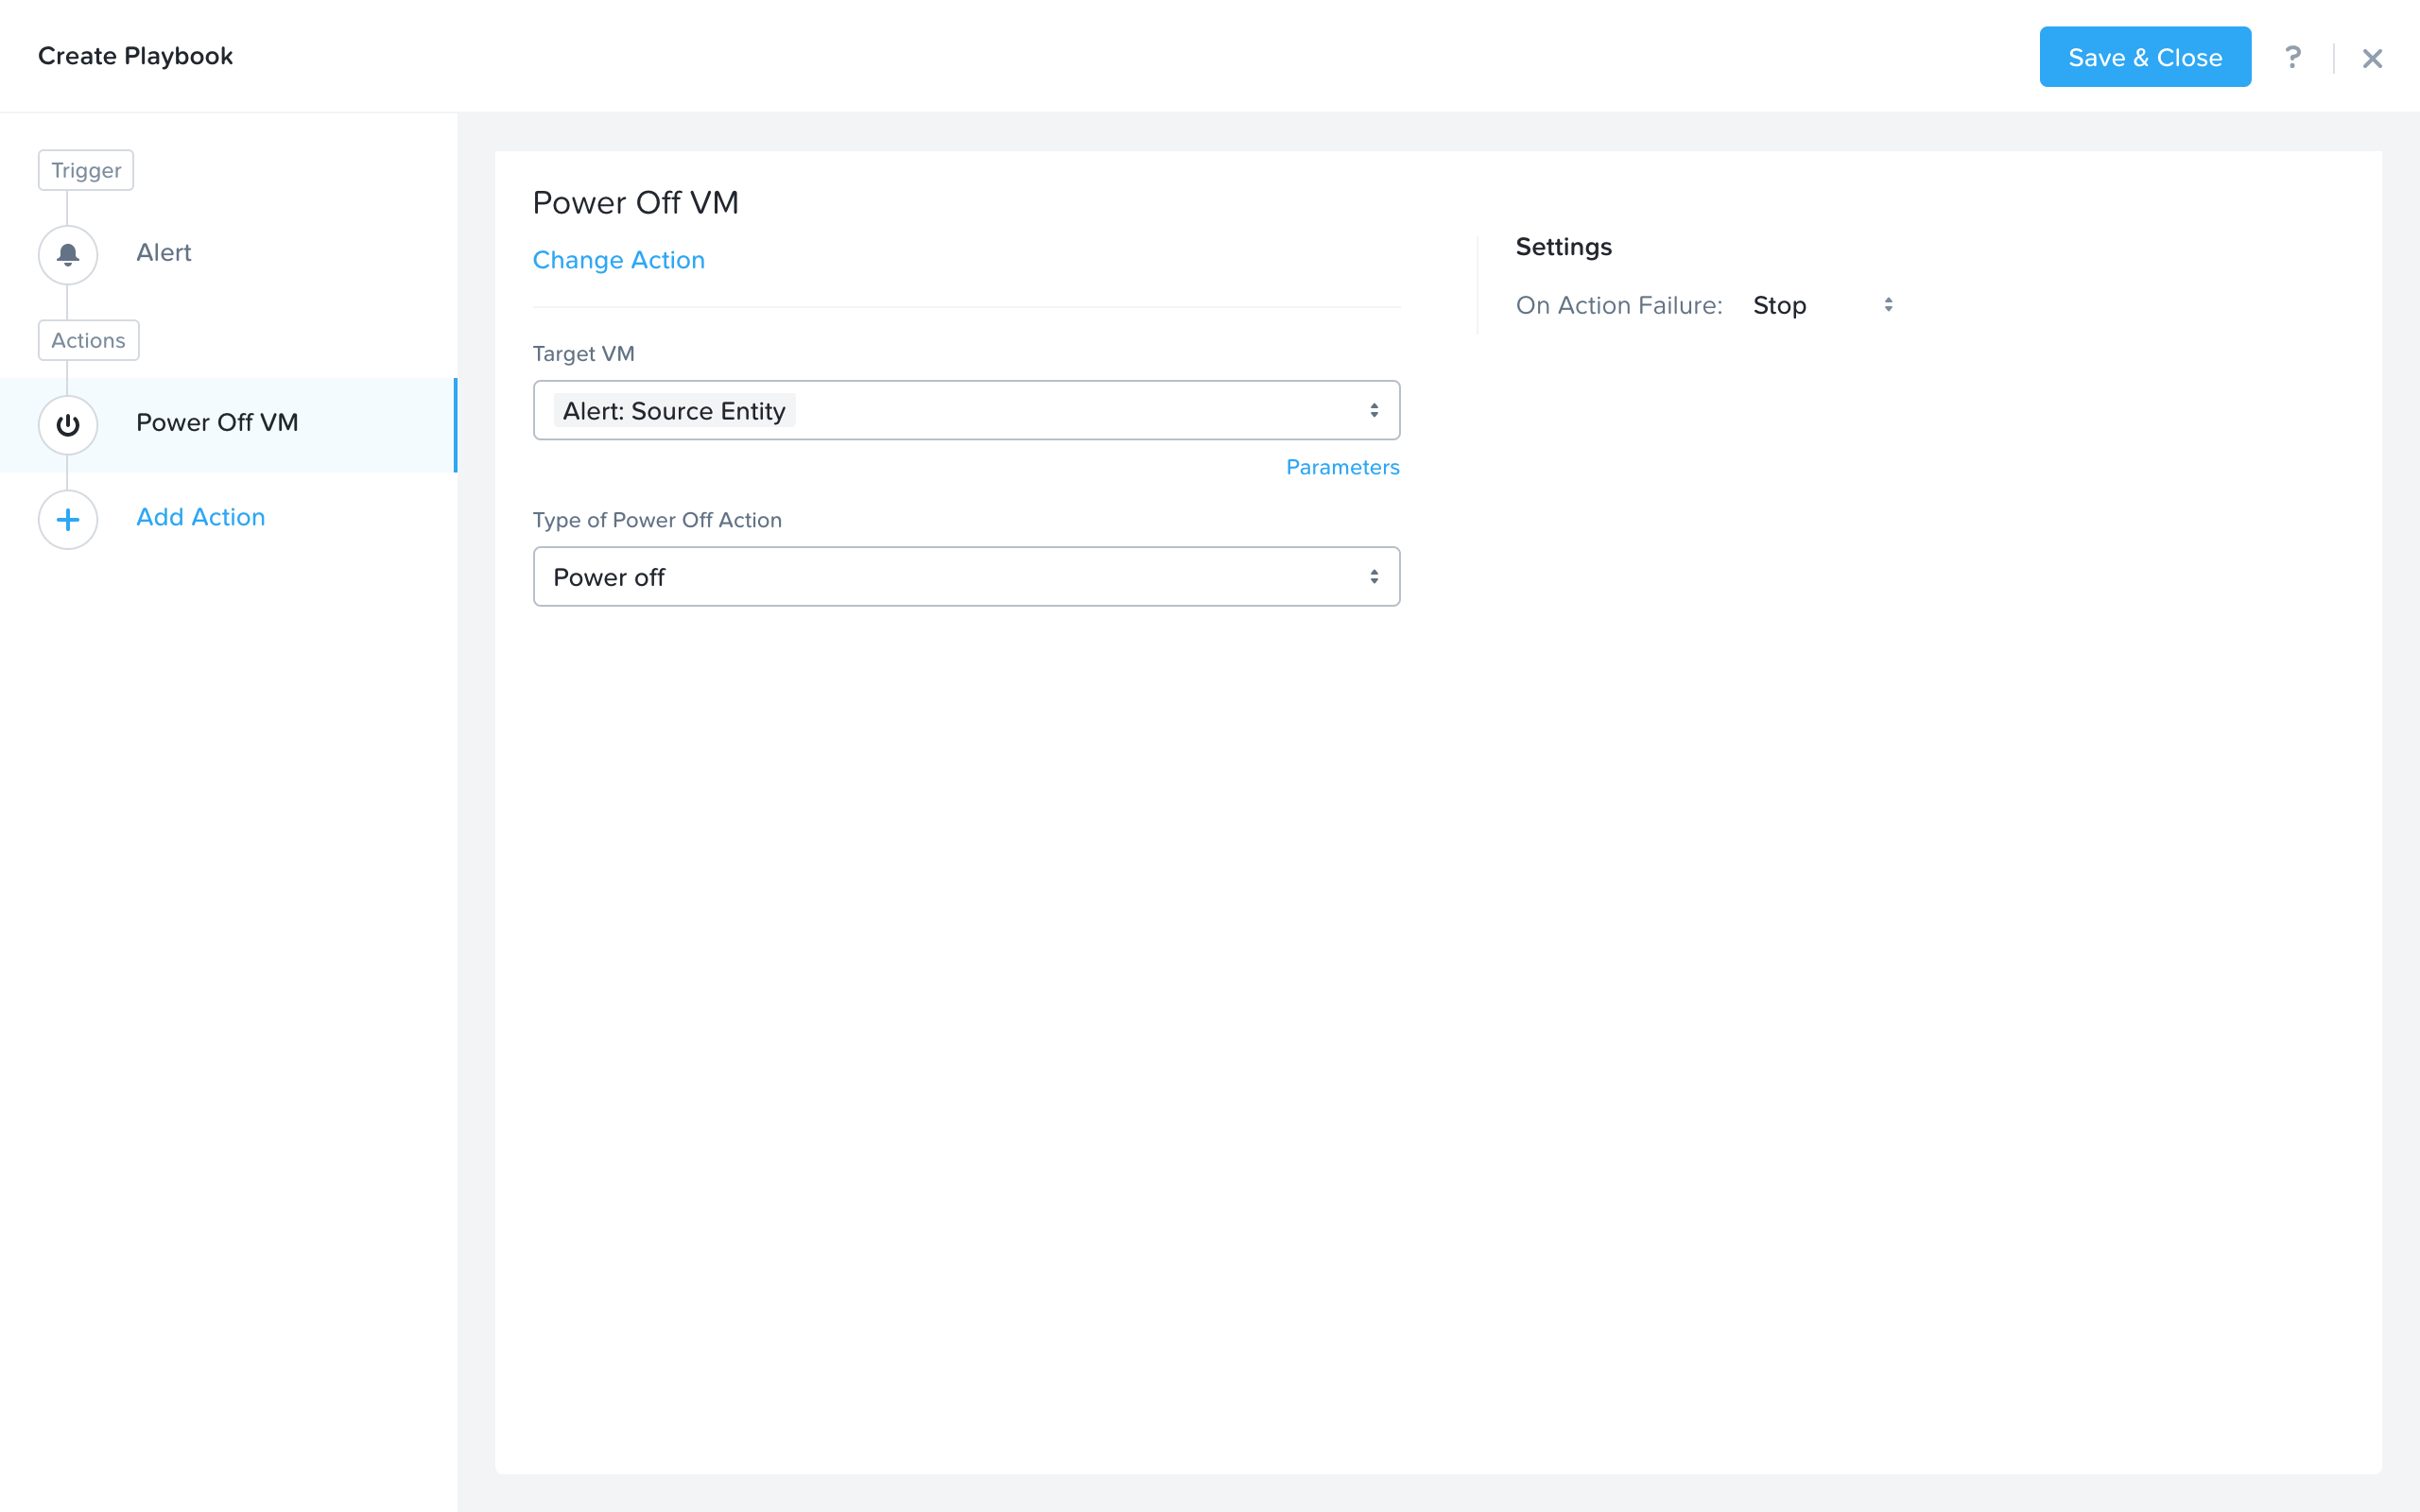 Create Playbook
Save & Close
?
Trigger
Alert
Actions
Power Off VM
Add Action
Power Off VM
Change Action
Target VM
Alert: Source Entity
Parameters
Type of Power Off Action
Power off
Settings
On Action Failure: Stop